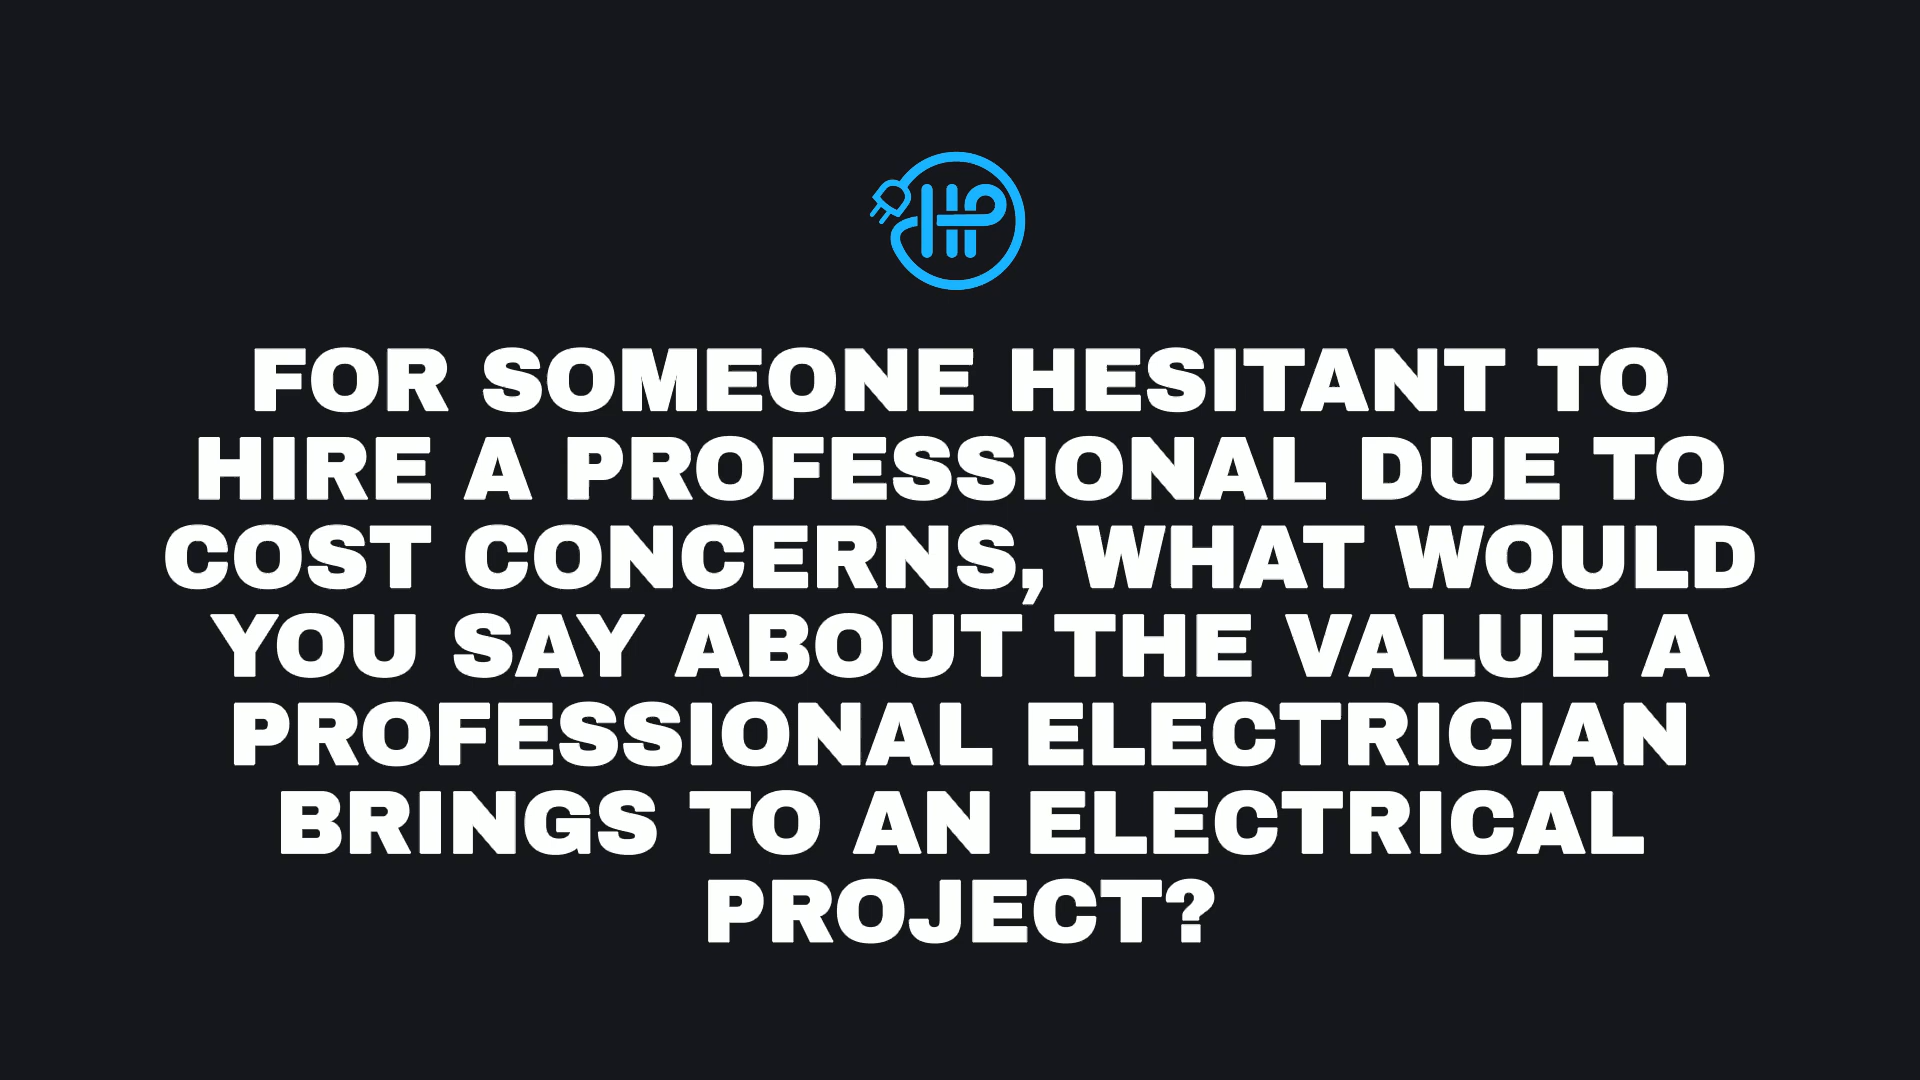 HP
FOR SOMEONE HESITANT TO
HIRE A PROFESSIONAL DUE TO
COST CONCERNS, WHAT WOULD
YOU SAY ABOUT THE VALUE A
PROFESSIONAL ELECTRICIAN
BRINGS TO AN ELECTRICAL
PROJECT?